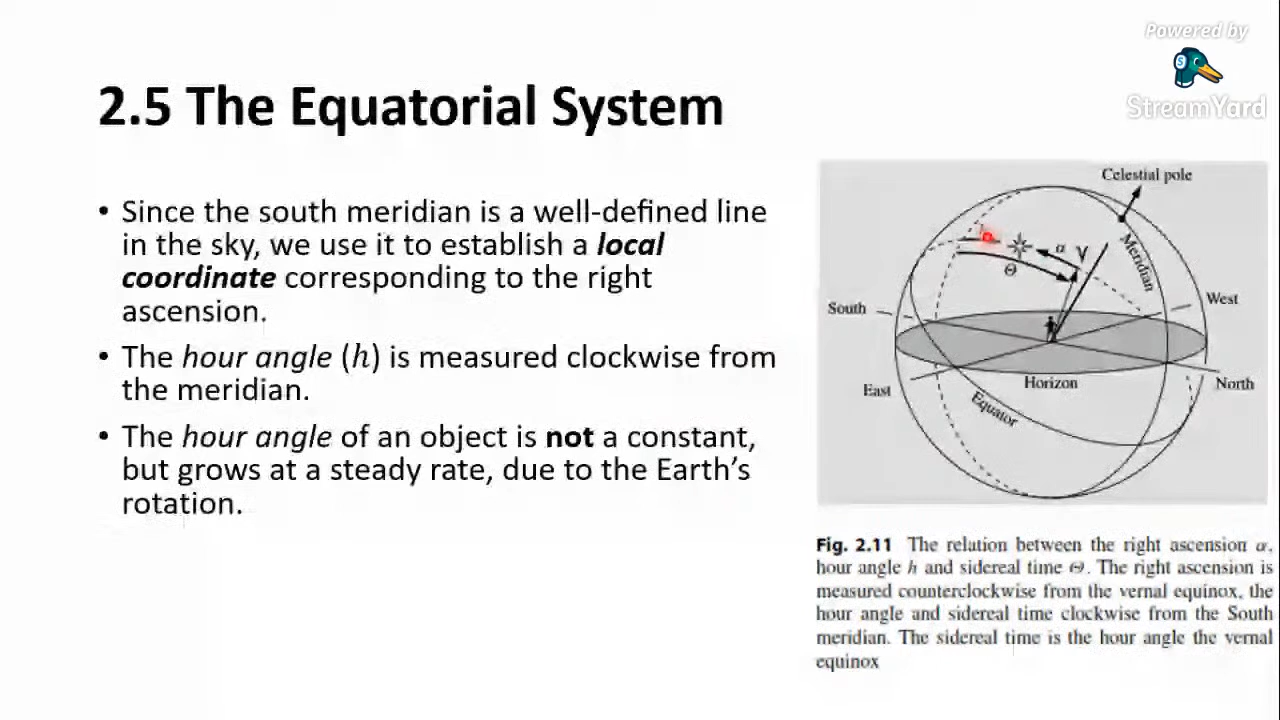 Powered by
StreamYard
2.5 The Equatorial System
• Since the south meridian is a well-defined line
in the sky, we use it to establish a local
coordinate corresponding to the right
ascension.
• The hour angle (h) is measured clockwise from
the meridian.
• The hour angle of an object is not a constant,
but grows at a steady rate, due to the Earth's
rotation.
Celestial pole
α
γ
Θ
Meridian
South
West
East
Horizon
North
Equator
Fig. 2.11 The relation between the right ascension α,
hour angle h and sidereal time Θ. The right ascension is
measured counterclockwise from the vernal equinox, the
hour angle and sidereal time clockwise from the South
meridian. The sidereal time is the hour angle the vernal
equinox